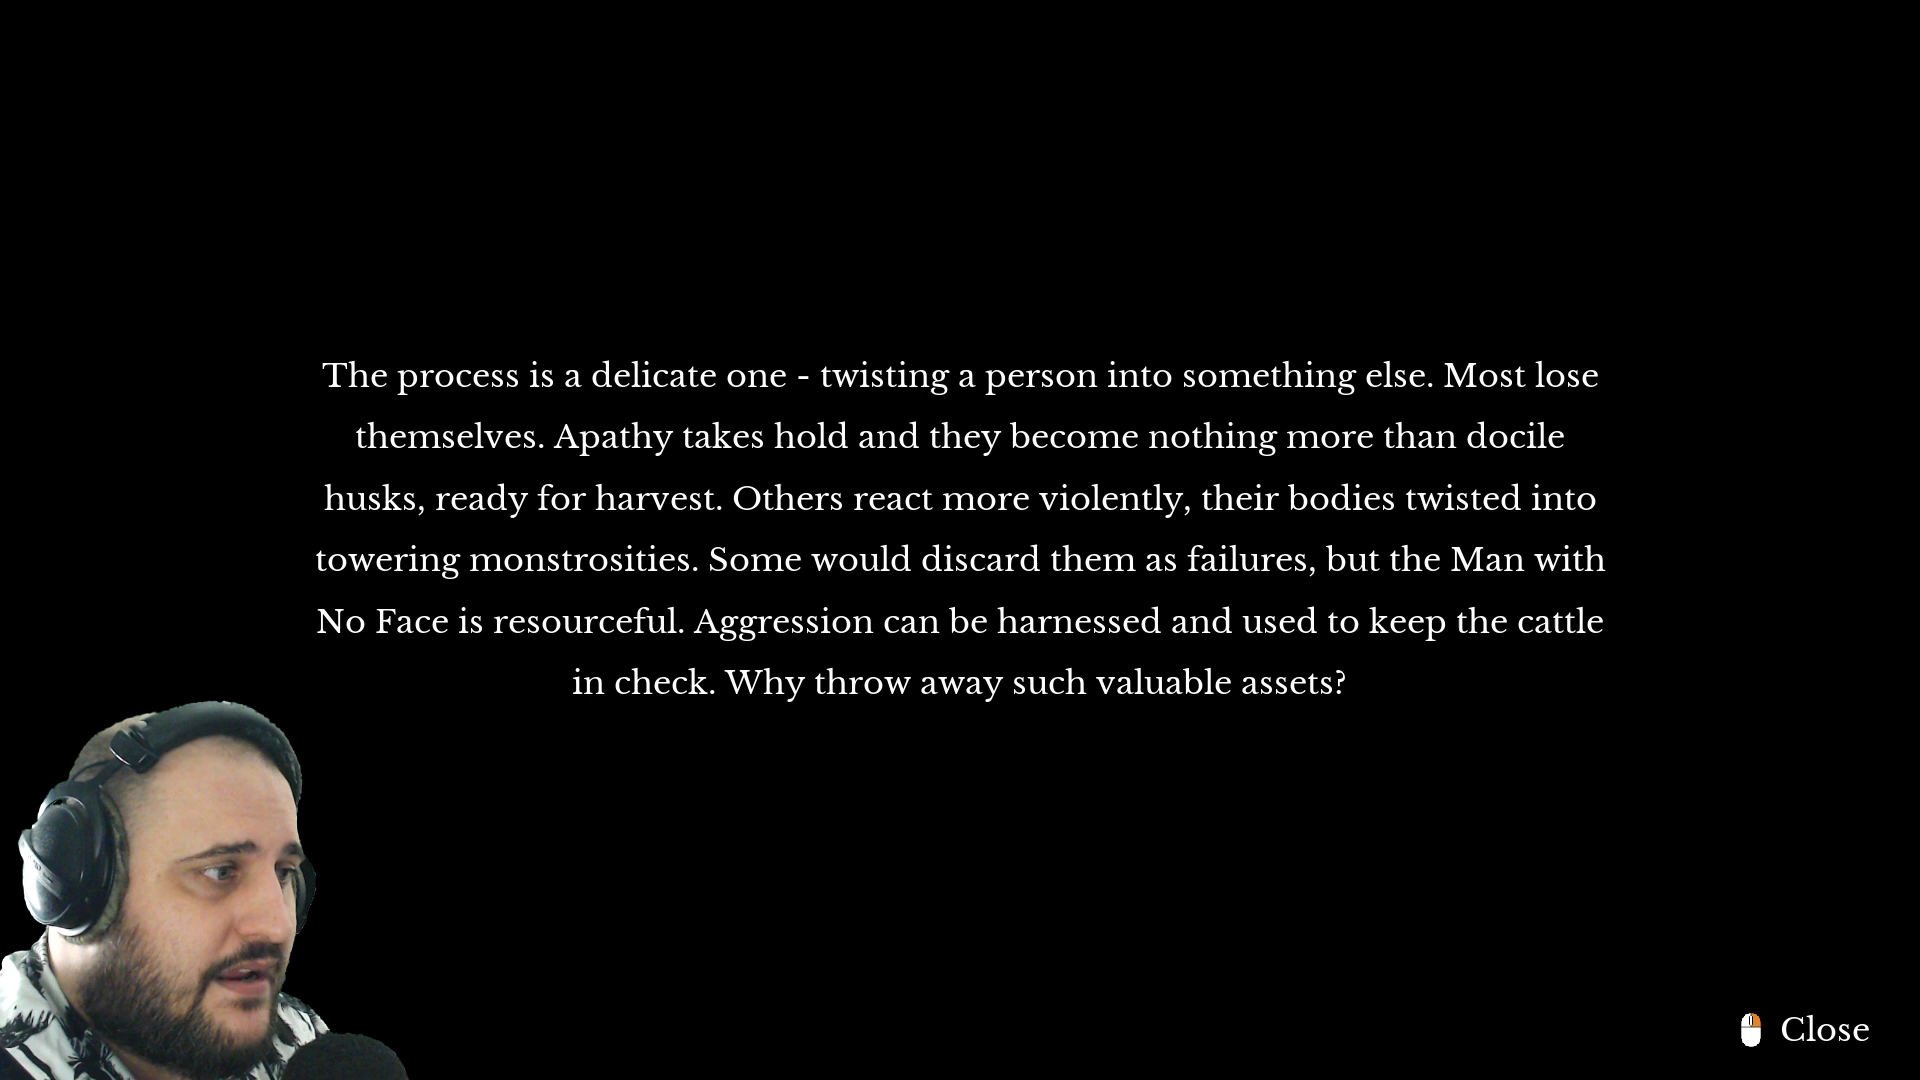 The process is a delicate one - twisting a person into something else. Most lose
themselves. Apathy takes hold and they become nothing more than docile
husks, ready for harvest. Others react more violently, their bodies twisted into
towering monstrosities. Some would discard them as failures, but the Man with
No Face is resourceful. Aggression can be harnessed and used to keep the cattle
in check. Why throw away such valuable assets?
Close